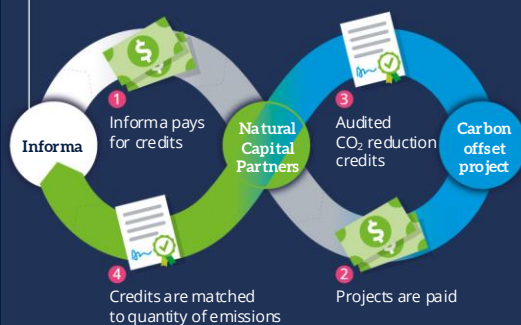 Informa
1
Informa pays
for credits
Natural
Capital
Partners
3
Audited
CO₂ reduction
credits
Carbon
offset
project
4
Credits are matched
to quantity of emissions
2
Projects are paid